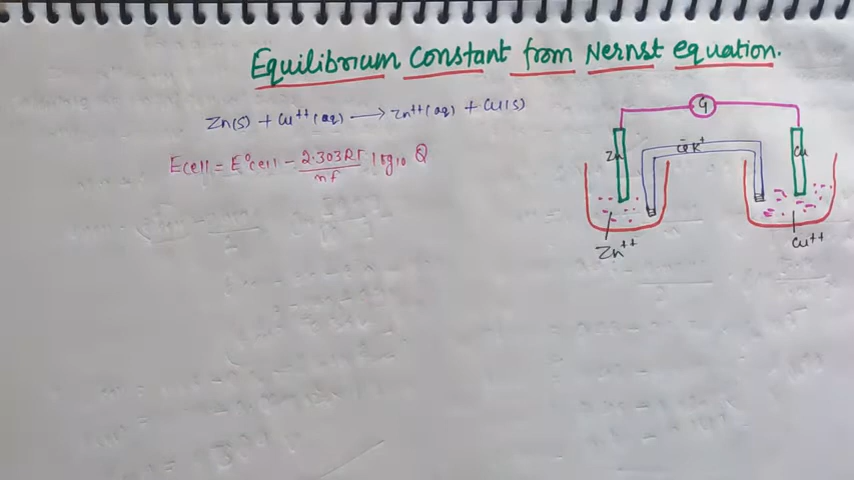 Equilibrium Constant from Nernst equation.
Zn(s) + Cu++(aq) → Zn++(aq) + Cu(s)
Ecell = E°cell - 2.303RT/nf log10 Q
G
Zn
Cu
Zn++
Cu++